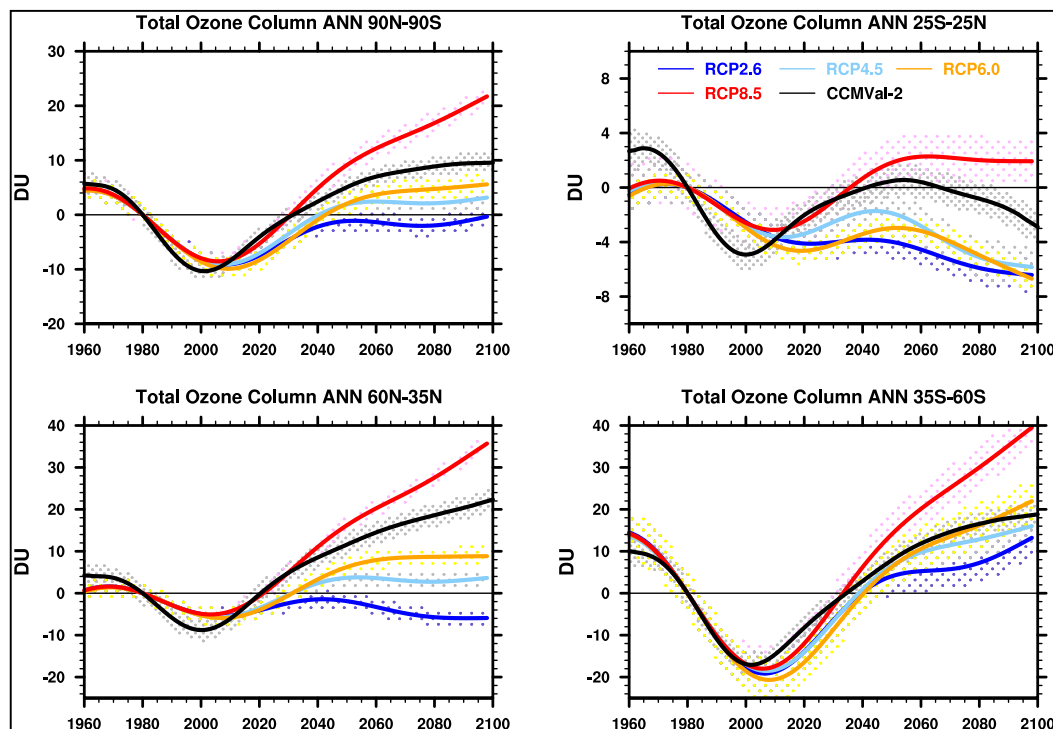 Total Ozone Column ANN 90N-90S
DU
30
20
10
0
-10
-20
1960 1980 2000 2020 2040 2060 2080 2100
Total Ozone Column ANN 25S-25N
RCP2.6 RCP4.5 RCP6.0
RCP8.5 CCMVal-2
DU
8
4
0
-4
-8
1960 1980 2000 2020 2040 2060 2080 2100
Total Ozone Column ANN 60N-35N
DU
40
30
20
10
0
-10
-20
1960 1980 2000 2020 2040 2060 2080 2100
Total Ozone Column ANN 35S-60S
DU
40
30
20
10
0
-10
-20
1960 1980 2000 2020 2040 2060 2080 2100